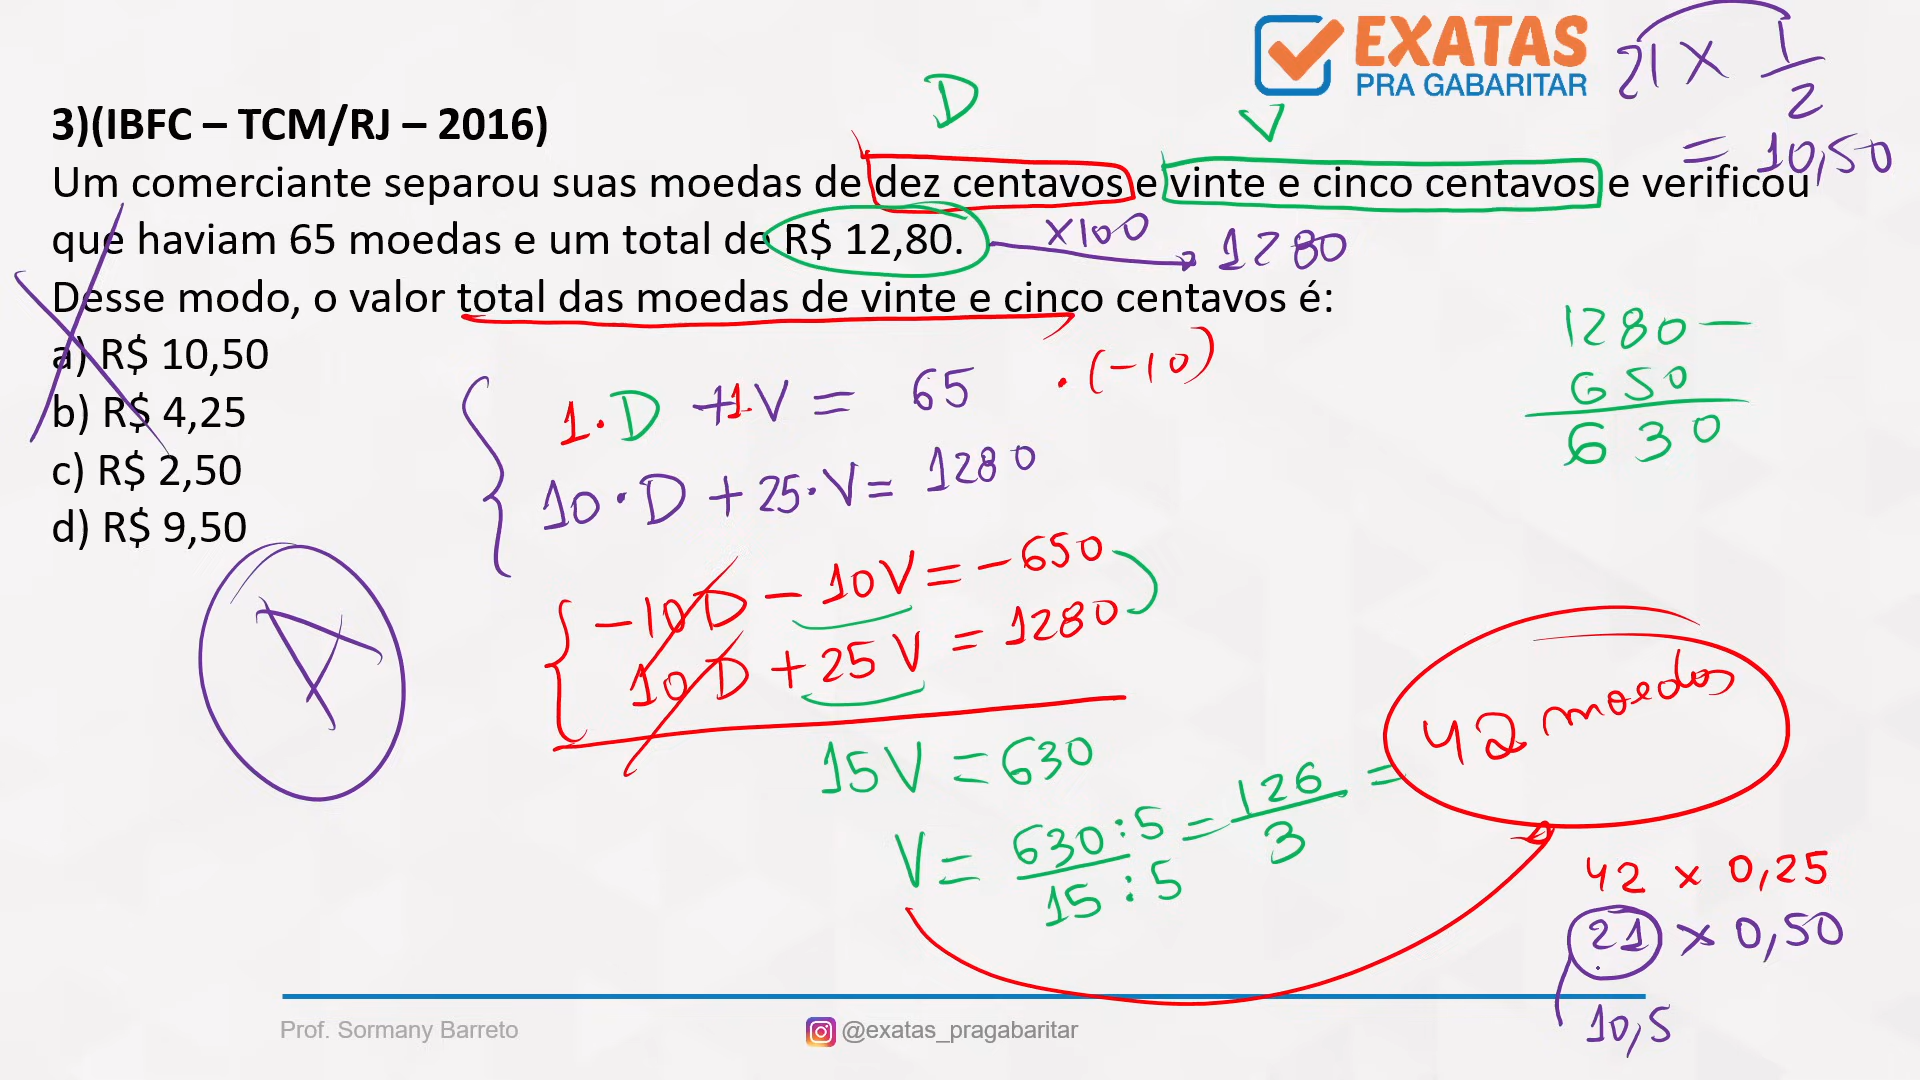 EXATAS
PRA GABARITAR
21 × 1/2
= 10,50
D
V
3)(IBFC – TCM/RJ – 2016)
Um comerciante separou suas moedas de dez centavos e vinte e cinco centavos e verificou
que haviam 65 moedas e um total de R$ 12,80.
×100
1280
Desse modo, o valor total das moedas de vinte e cinco centavos é:
a) R$ 10,50
b) R$ 4,25
c) R$ 2,50
d) R$ 9,50
A
1·D +1·V = 65 ·(-10)
10·D + 25·V = 1280
1280 –
650
630
-10D - 10V = -650
10D + 25V = 1280
15V = 630
V = 630:5 / 15:5 = 126/3 = 42 moedas
42 × 0,25
21 × 0,50
10,5
Prof. Sormany Barreto
@exatas_pragabaritar